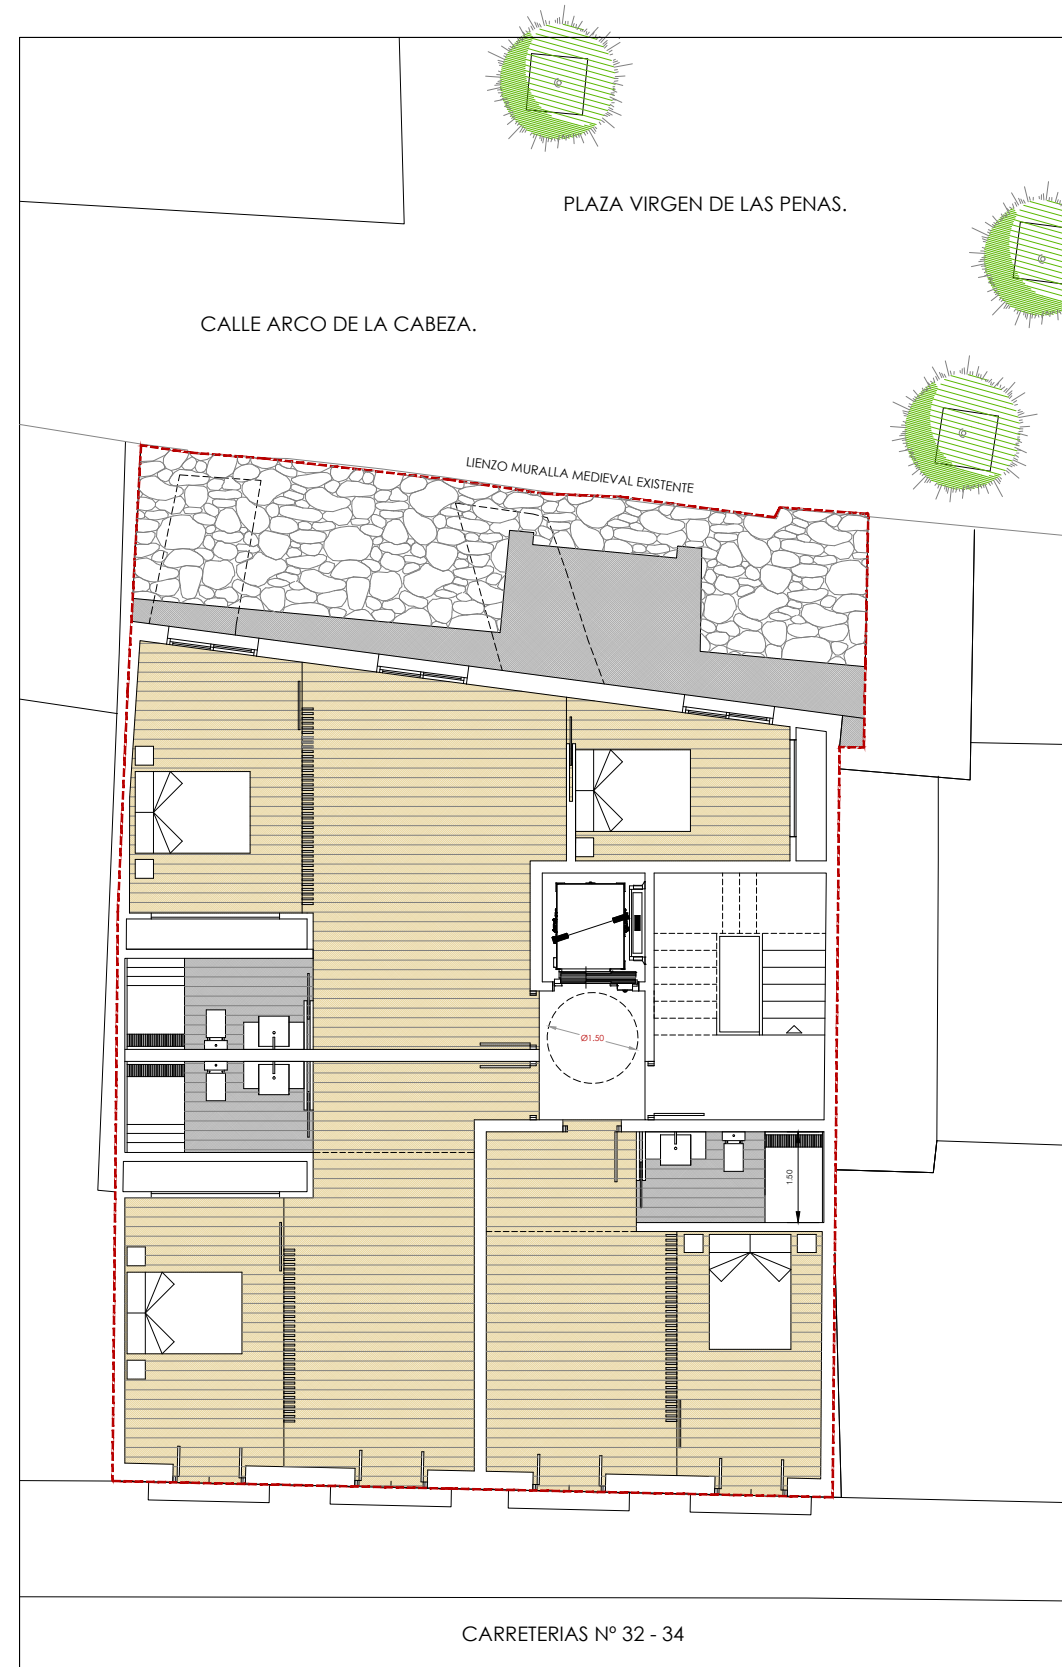 PLAZA VIRGEN DE LAS PENAS.
CALLE ARCO DE LA CABEZA.
LIENZO MURALLA MEDIEVAL EXISTENTE
Ø1.50
1.50
CARRETERIAS Nº 32 - 34